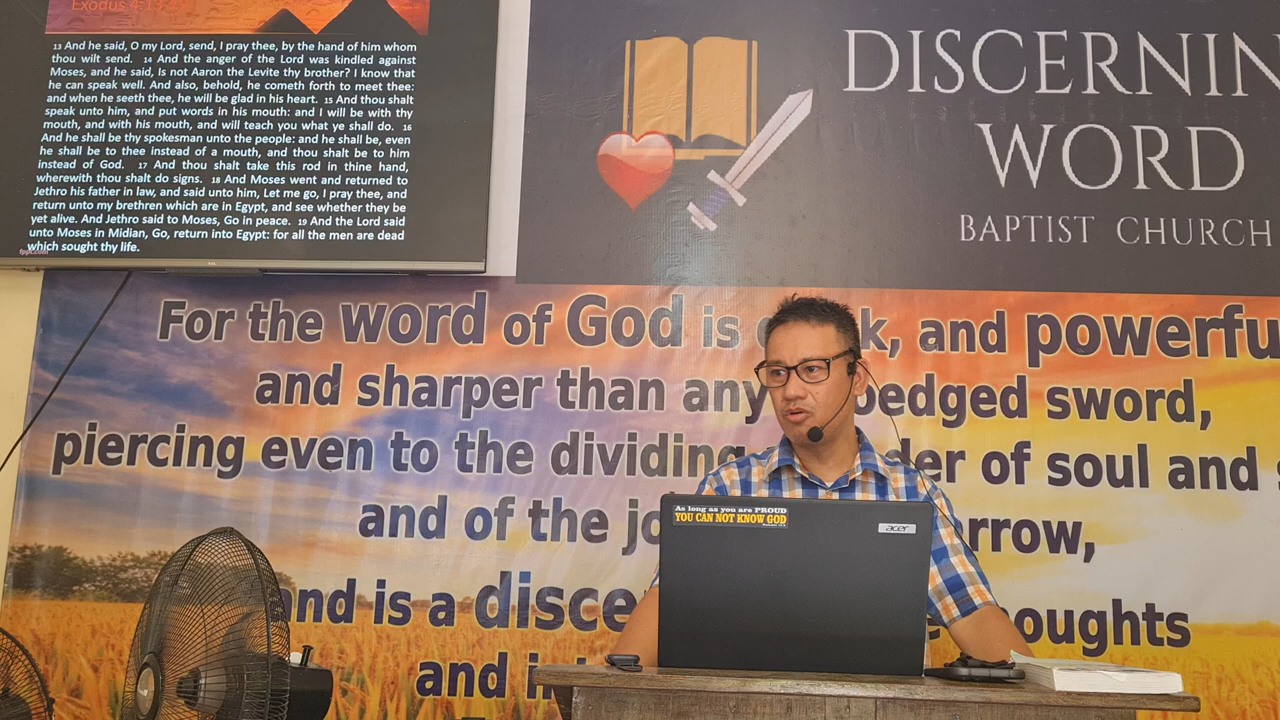 Exodus 4:13-19
13 And he said, O my Lord, send, I pray thee, by the hand of him whom
thou wilt send. 14 And the anger of the Lord was kindled against
Moses, and he said, Is not Aaron the Levite thy brother? I know that
he can speak well. And also, behold, he cometh forth to meet thee:
and when he seeth thee, he will be glad in his heart. 15 And thou shalt
speak unto him, and put words in his mouth: and I will be with thy
mouth, and with his mouth, and will teach you what ye shall do. 16
And he shall be thy spokesman unto the people: and he shall be, even
he shall be to thee instead of a mouth, and thou shalt be to him
instead of God. 17 And thou shalt take this rod in thine hand,
wherewith thou shalt do signs. 18 And Moses went and returned to
Jethro his father in law, and said unto him, Let me go, I pray thee, and
return unto my brethren which are in Egypt, and see whether they be
yet alive. And Jethro said to Moses, Go in peace. 19 And the Lord said
unto Moses in Midian, Go, return into Egypt: for all the men are dead
which sought thy life.
fppt.com
TCL
DISCERNIN
WORD
BAPTIST CHURCH
For the word of God is k, and powerfu
and sharper than any edged sword,
piercing even to the dividing der of soul and s
and of the jo rrow,
and is a disce houghts
and int
As long as you are PROUD
YOU CAN NOT KNOW GOD
acer